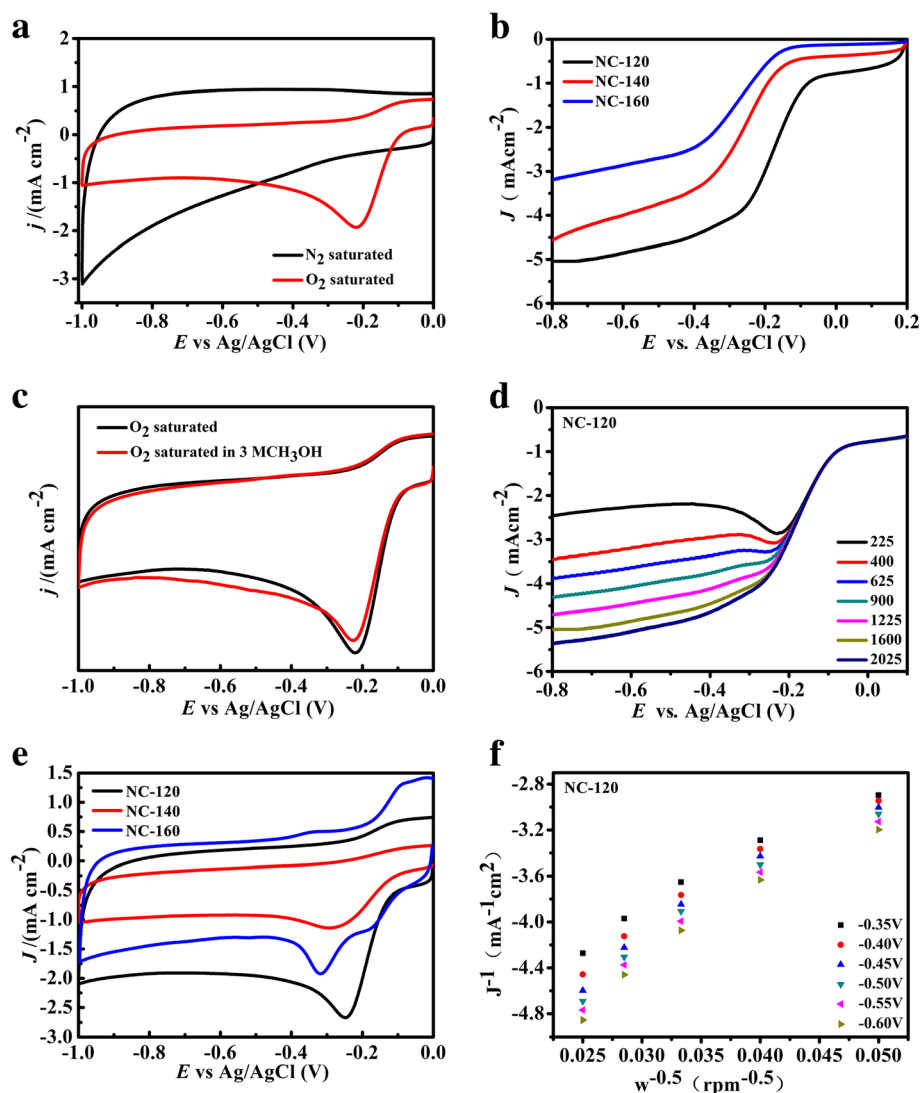 a
2
1
0
-1
-2
-3
j /(mA cm-2)
N2 saturated
O2 saturated
-1.0 -0.8 -0.6 -0.4 -0.2 0.0
E vs Ag/AgCl (V)
b
0
-1
-2
-3
-4
-5
-6
J ( mAcm-2)
NC-120
NC-140
NC-160
-0.8 -0.6 -0.4 -0.2 0.0 0.2
E vs. Ag/AgCl (V)
c
j /(mA cm-2)
O2 saturated
O2 saturated in 3 MCH3OH
-1.0 -0.8 -0.6 -0.4 -0.2 0.0
E vs Ag/AgCl (V)
d
0
-1
-2
-3
-4
-5
-6
J ( mAcm-2)
NC-120
225
400
625
900
1225
1600
2025
-0.8 -0.6 -0.4 -0.2 0.0
E vs. Ag/AgCl (V)
e
1.5
1.0
0.5
0.0
-0.5
-1.0
-1.5
-2.0
-2.5
-3.0
J /(mA cm-2)
NC-120
NC-140
NC-160
-1.0 -0.8 -0.6 -0.4 -0.2 0.0
E vs Ag/AgCl (V)
f
-2.8
-3.2
-3.6
-4.0
-4.4
-4.8
J-1 (mA-1cm2)
NC-120
-0.35V
-0.40V
-0.45V
-0.50V
-0.55V
-0.60V
0.025 0.030 0.035 0.040 0.045 0.050
w-0.5 (rpm-0.5)